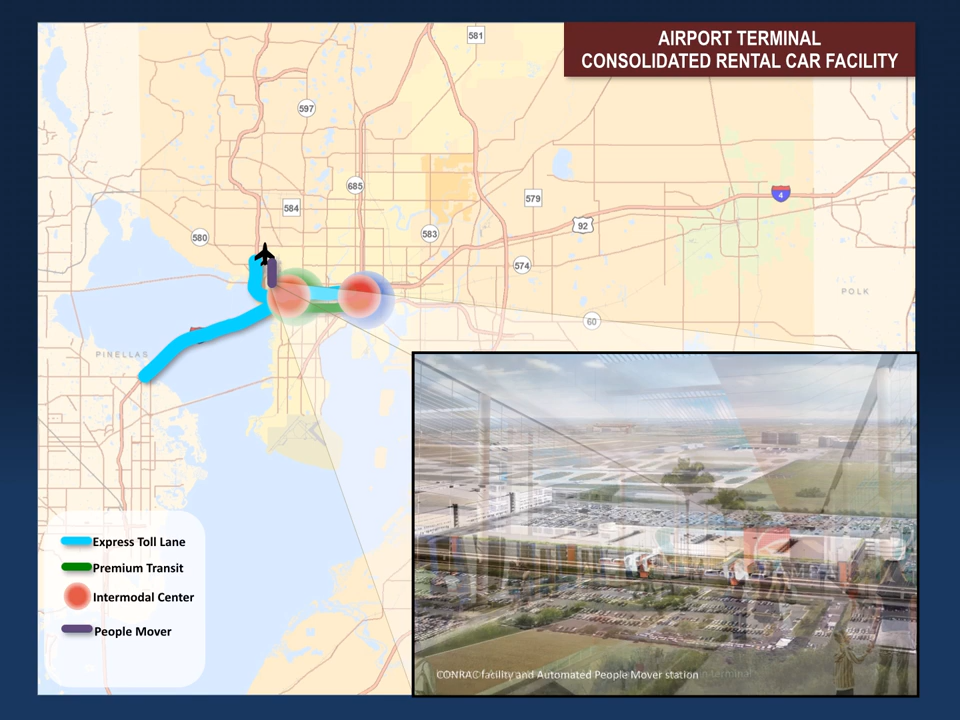 AIRPORT TERMINAL
CONSOLIDATED RENTAL CAR FACILITY
581
597
685
584
579
4
92
583
580
574
POLK
60
PINELLAS
Express Toll Lane
Premium Transit
Intermodal Center
People Mover
CONRAC facility and Automated People Mover station